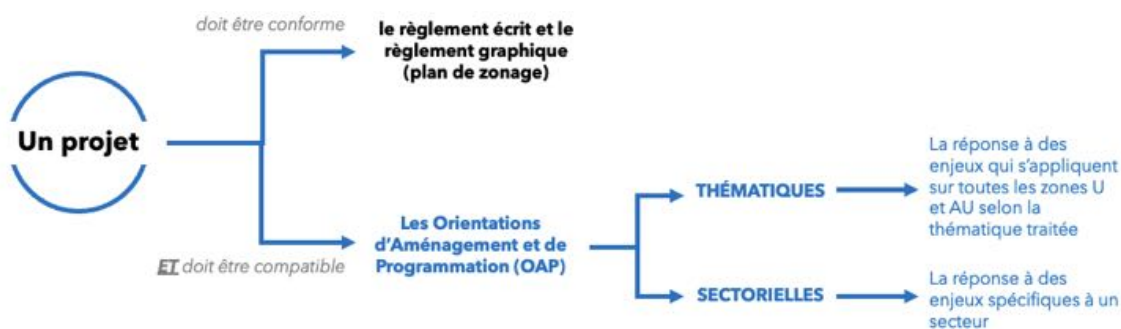 doit être conforme
le règlement écrit et le
règlement graphique
(plan de zonage)
Un projet
La réponse à des
enjeux qui s'appliquent
sur toutes les zones U
et AU selon la
thématique traitée
THÉMATIQUES
Les Orientations
d'Aménagement et de
Programmation (OAP)
ET doit être compatible
SECTORIELLES
La réponse à des
enjeux spécifiques à un
secteur